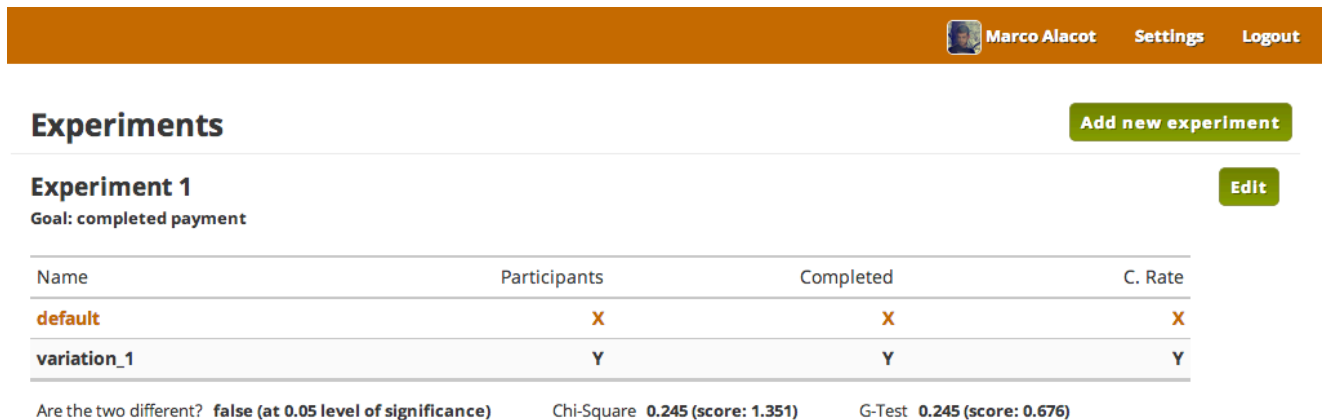 Marco Alacot Settings Logout
Experiments Add new experiment
Experiment 1 Edit
Goal: completed payment
Name Participants Completed C. Rate
default X X X
variation_1 Y Y Y
Are the two different? false (at 0.05 level of significance) Chi-Square 0.245 (score: 1.351) G-Test 0.245 (score: 0.676)